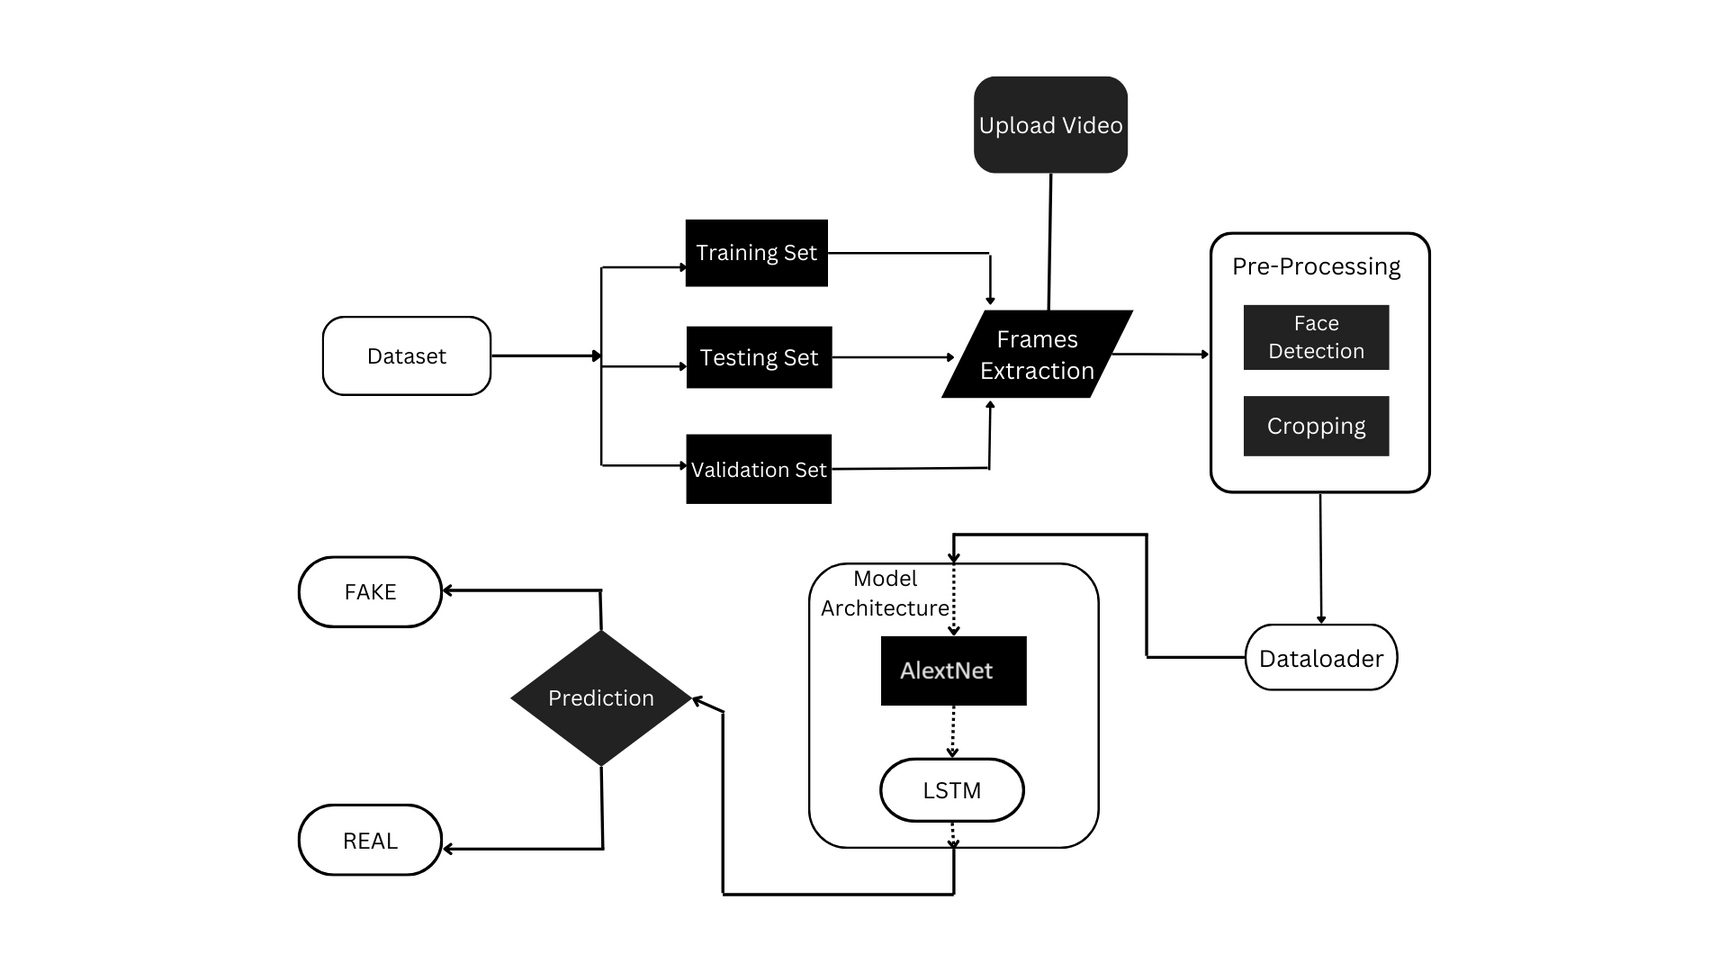 Upload Video
Training Set
Pre-Processing
Face
Detection
Frames
Extraction
Dataset
Testing Set
Cropping
Validation Set
Model
Architecture
FAKE
Dataloader
AlextNet
Prediction
LSTM
REAL